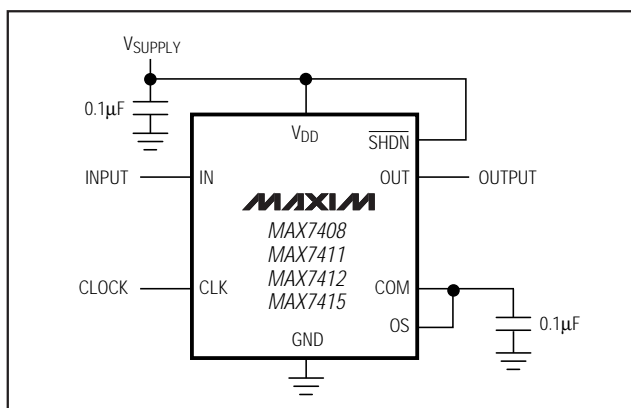 VSUPPLY
0.1µF
VDD
SHDN
INPUT
IN
OUT
OUTPUT
MAXIM
MAX7408
MAX7411
MAX7412
MAX7415
CLOCK
CLK
COM
OS
0.1µF
GND